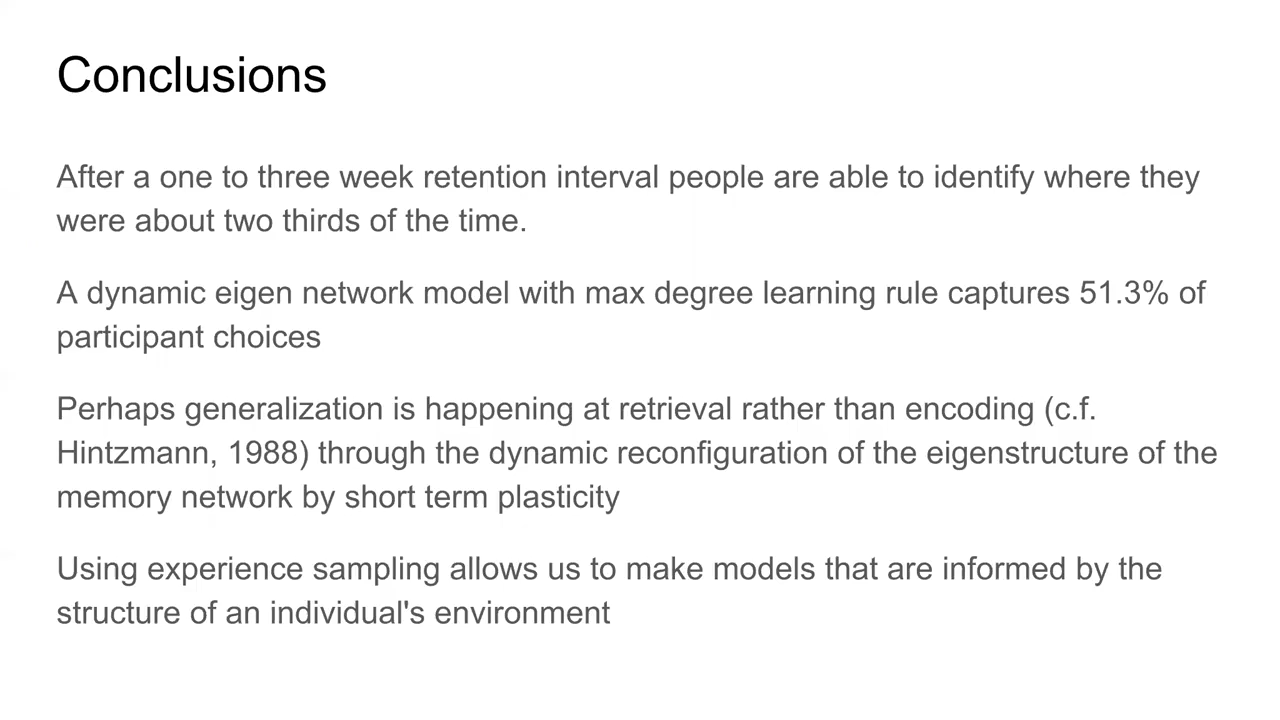 Conclusions
After a one to three week retention interval people are able to identify where they
were about two thirds of the time.
A dynamic eigen network model with max degree learning rule captures 51.3% of
participant choices
Perhaps generalization is happening at retrieval rather than encoding (c.f.
Hintzmann, 1988) through the dynamic reconfiguration of the eigenstructure of the
memory network by short term plasticity
Using experience sampling allows us to make models that are informed by the
structure of an individual's environment